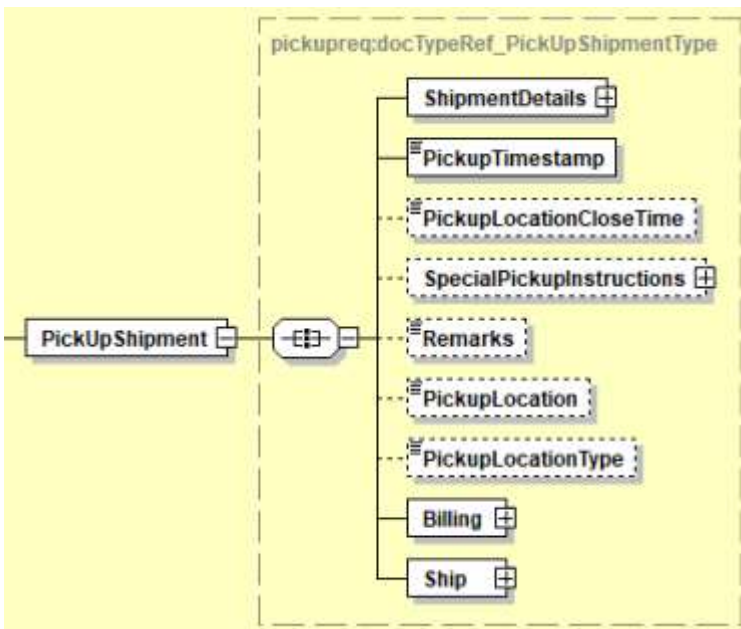 pickupreq:docTypeRef_PickUpShipmentType
ShipmentDetails
PickupTimestamp
PickupLocationCloseTime
SpecialPickupInstructions
PickUpShipment
Remarks
PickupLocation
PickupLocationType
Billing
Ship